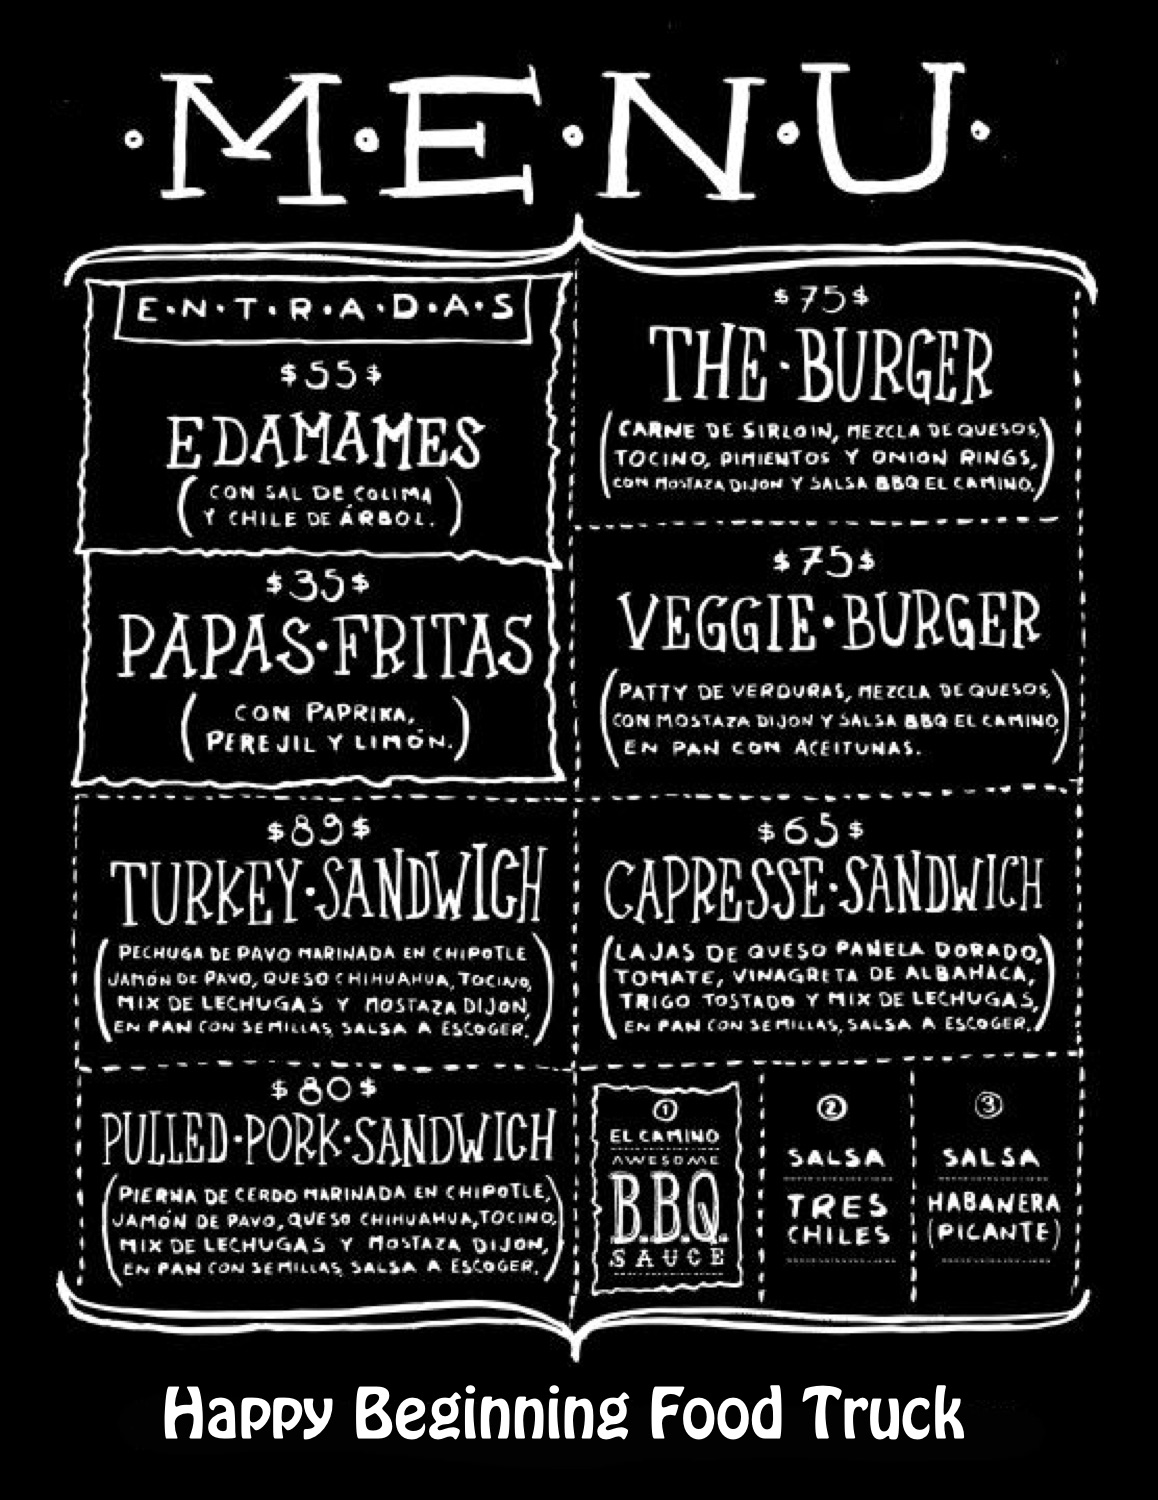 ·M·E·N·U·
E·N·T·R·A·D·A·S
$55$
EDAMAMES
(CON SAL DE COLIMA
Y CHILE DE ÁRBOL.)
$35$
PAPAS·FRITAS
(CON PAPRIKA,
PEREJIL Y LIMÓN.)
$89$
TURKEY·SANDWICH
(PECHUGA DE PAVO MARINADA EN CHIPOTLE
JAMÓN DE PAVO, QUESO CHIHUAHUA, TOCINO,
MIX DE LECHUGAS Y MOSTAZA DIJON,
EN PAN CON SEMILLAS, SALSA A ESCOGER.)
$80$
PULLED·PORK·SANDWICH
(PIERNA DE CERDO MARINADA EN CHIPOTLE,
JAMÓN DE PAVO, QUESO CHIHUAHUA, TOCINO,
MIX DE LECHUGAS Y MOSTAZA DIJON,
EN PAN CON SEMILLAS, SALSA A ESCOGER.)
$75$
THE·BURGER
(CARNE DE SIRLOIN, MEZCLA DE QUESOS,
TOCINO, PIMIENTOS Y ONION RINGS,
CON MOSTAZA DIJON Y SALSA BBQ EL CAMINO.)
$75$
VEGGIE·BURGER
(PATTY DE VERDURAS, MEZCLA DE QUESOS,
CON MOSTAZA DIJON Y SALSA BBQ EL CAMINO,
EN PAN CON ACEITUNAS.)
$65$
CAPRESSE·SANDWICH
(LAJAS DE QUESO PANELA DORADO,
TOMATE, VINAGRETA DE ALBAHACA,
TRIGO TOSTADO Y MIX DE LECHUGAS,
EN PAN CON SEMILLAS, SALSA A ESCOGER.)
①
EL CAMINO
AWESOME
B.B.Q.
SAUCE
②
SALSA
TRES
CHILES
③
SALSA
HABANERA
(PICANTE)
Happy Beginning Food Truck